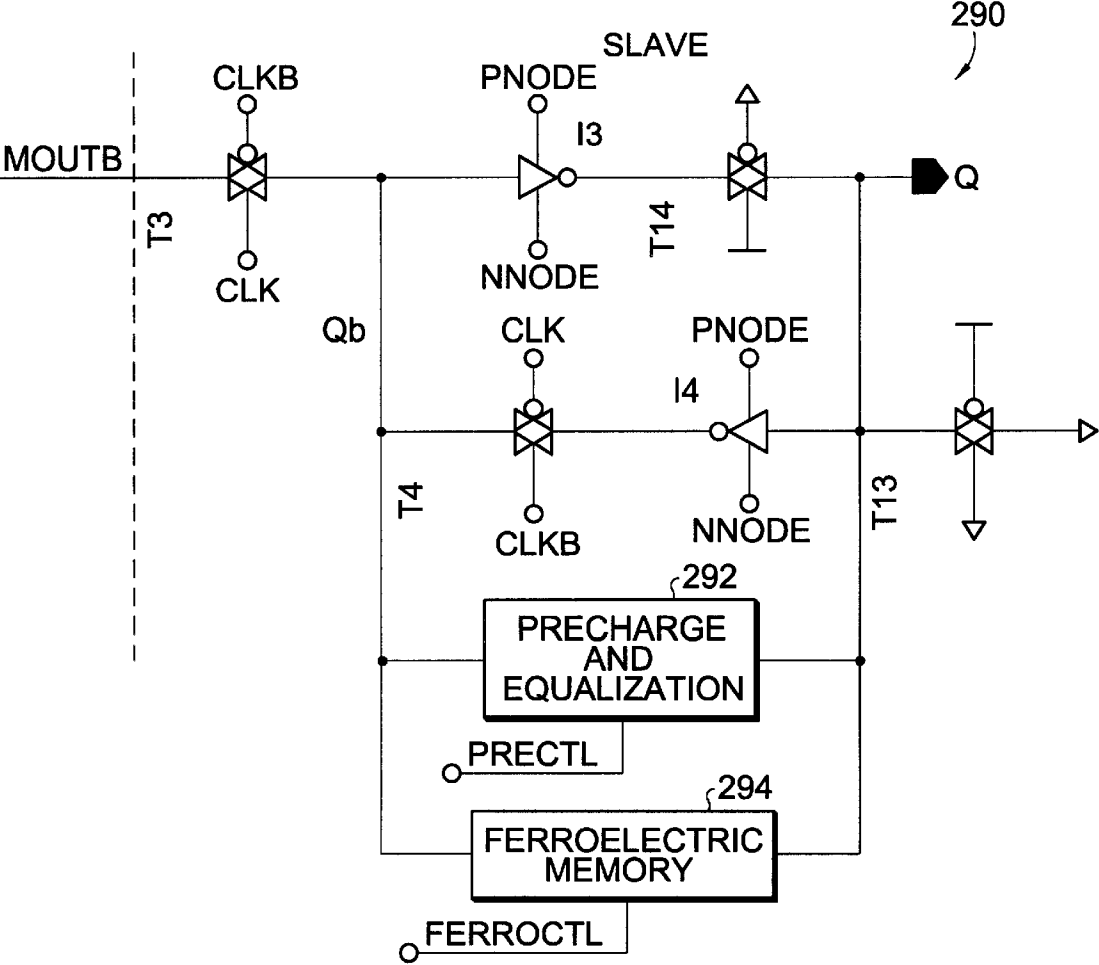 290
SLAVE
CLKB
PNODE
I3
MOUTB
Q
T3
T14
CLK
NNODE
Qb
CLK
PNODE
I4
T4
T13
CLKB
NNODE
292
PRECHARGE
AND
EQUALIZATION
PRECTL
294
FERROELECTRIC
MEMORY
FERROCTL